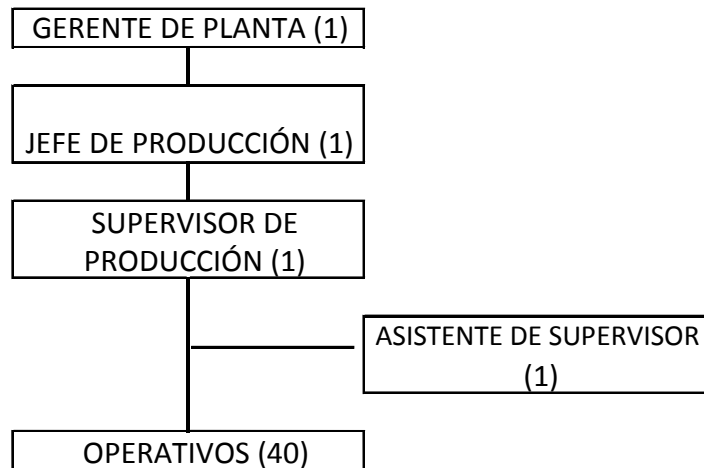 GERENTE DE PLANTA (1)
JEFE DE PRODUCCIÓN (1)
SUPERVISOR DE
PRODUCCIÓN (1)
ASISTENTE DE SUPERVISOR
(1)
OPERATIVOS (40)